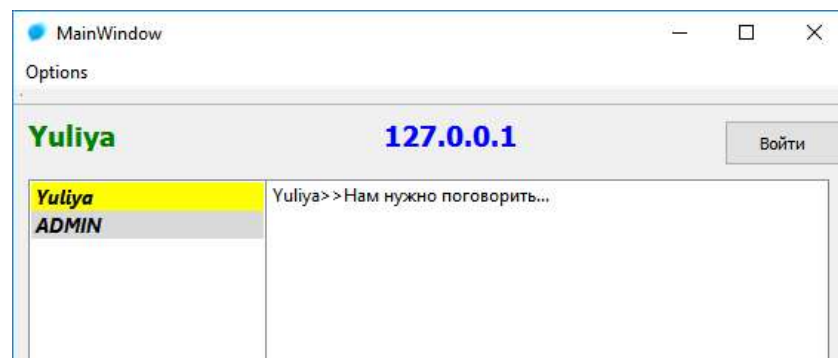 MainWindow
Options
Yuliya 127.0.0.1 Войти
Yuliya
ADMIN
Yuliya>>Нам нужно поговорить...